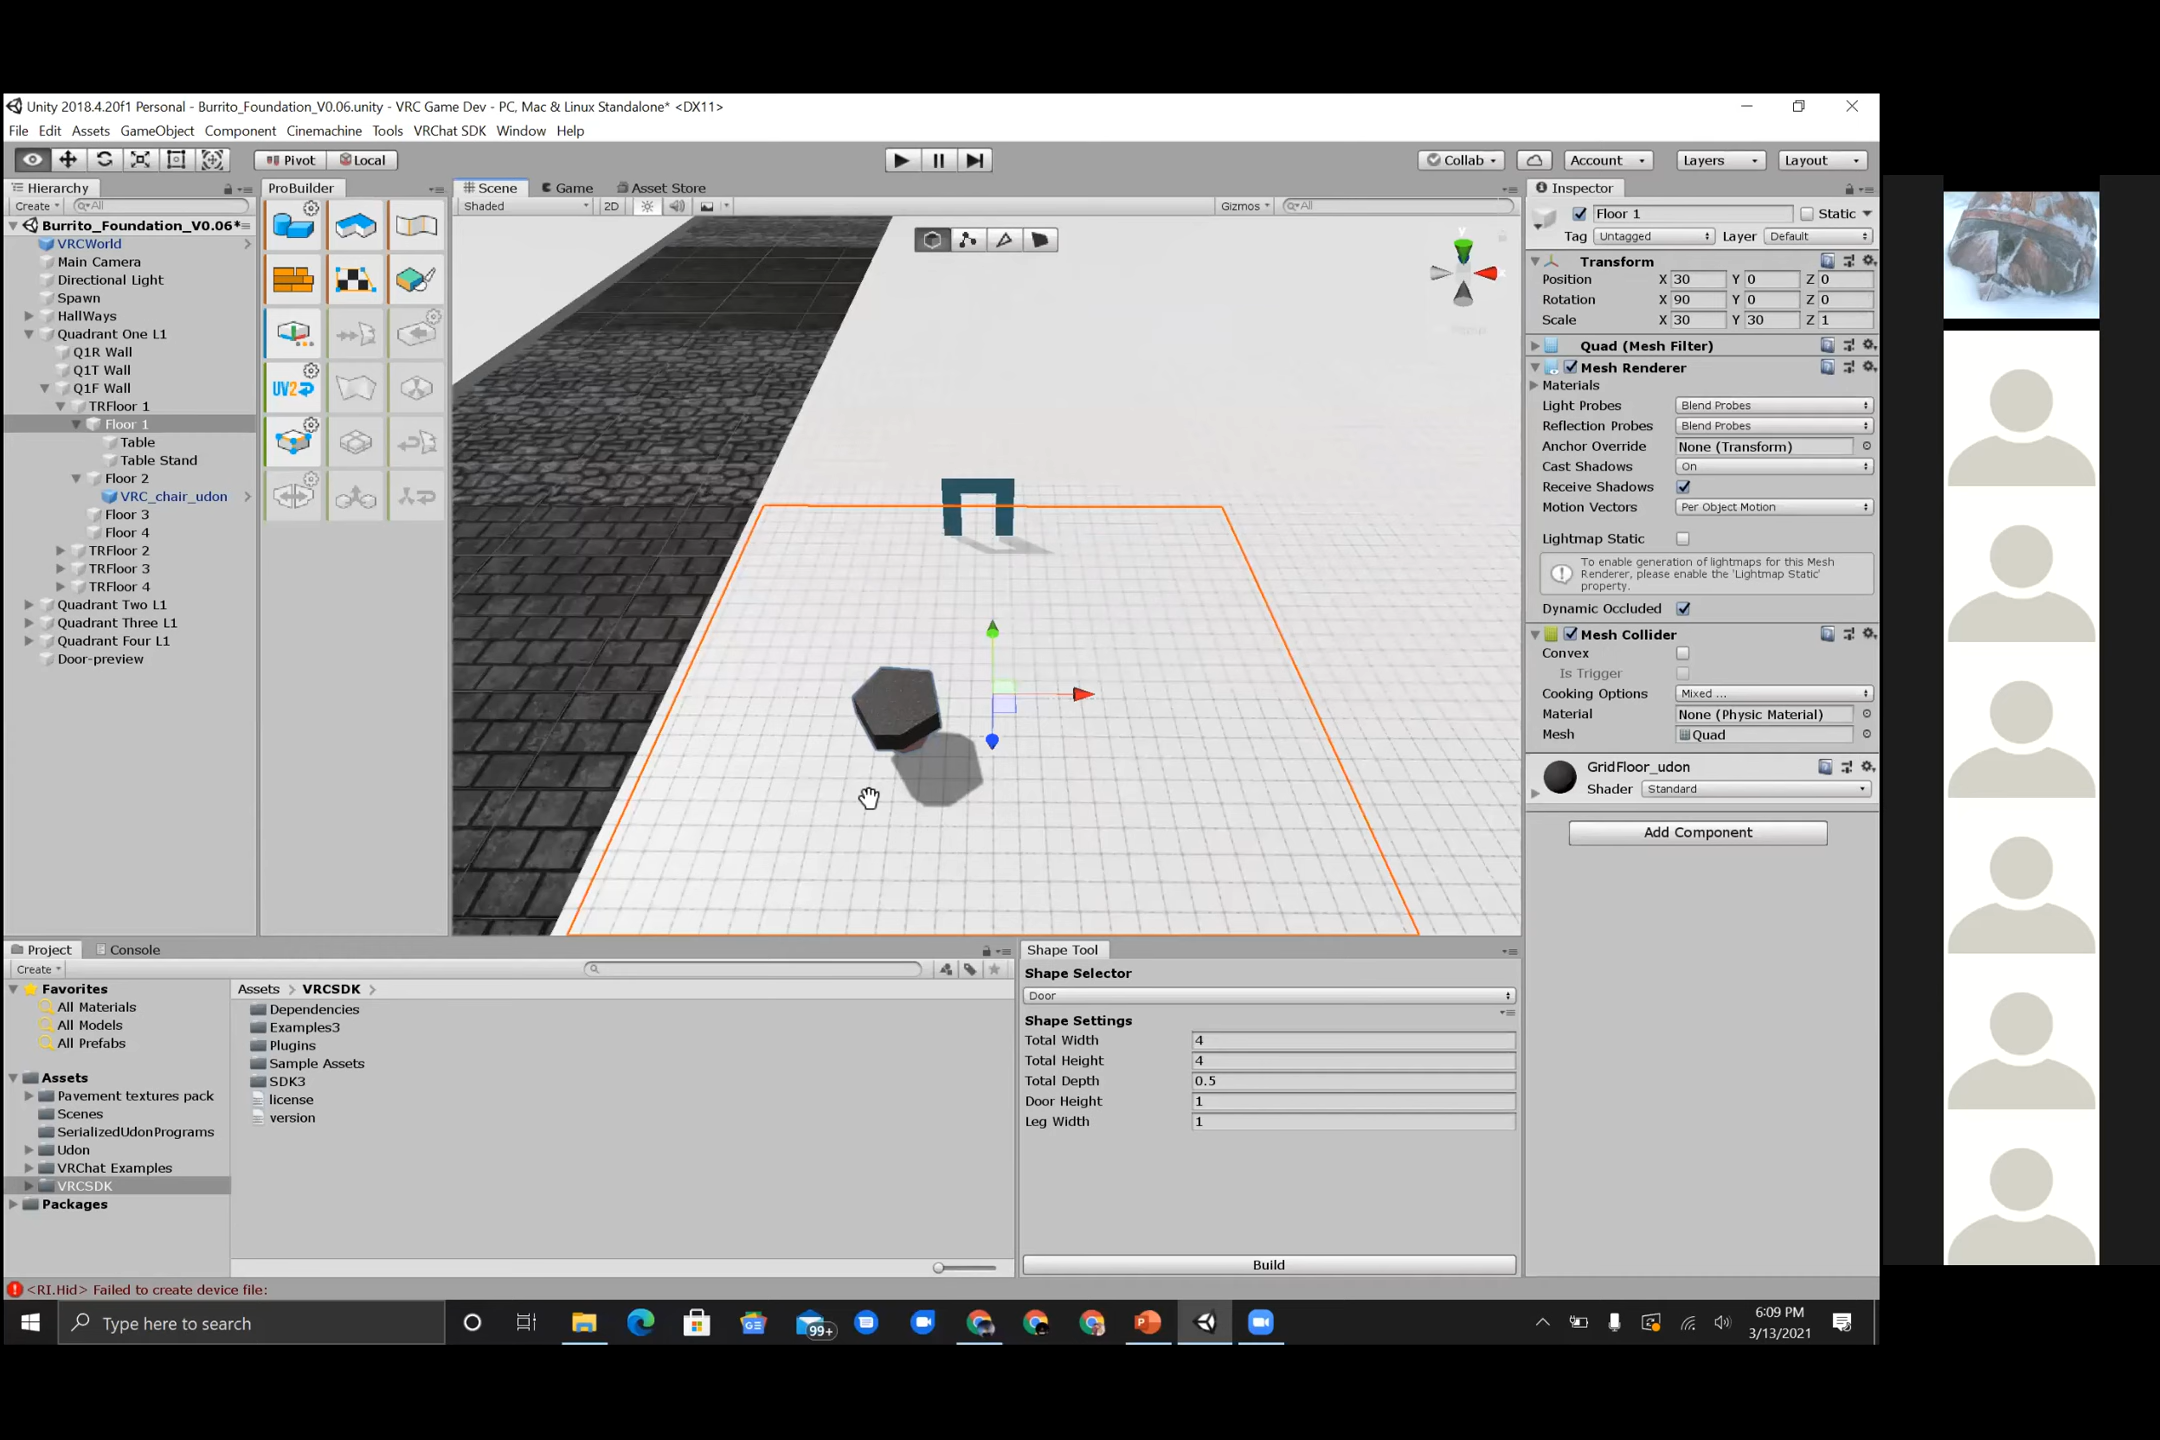 Unity 2018.4.20f1 Personal - Burrito_Foundation_V0.06.unity - VRC Game Dev - PC, Mac & Linux Standalone* <DX11>
File Edit Assets GameObject Component Cinemachine Tools VRChat SDK Window Help
Pivot Local Collab Account Layers Layout
Hierarchy ProBuilder Scene Game Asset Store Inspector
Create All Shaded 2D Gizmos All
Burrito_Foundation_V0.06*
VRCWorld
Main Camera
Directional Light
Spawn
HallWays
Quadrant One L1
Q1R Wall
Q1T Wall
Q1F Wall
TRFloor 1
Floor 1
Table
Table Stand
Floor 2
VRC_chair_udon
Floor 3
Floor 4
TRFloor 2
TRFloor 3
TRFloor 4
Quadrant Two L1
Quadrant Three L1
Quadrant Four L1
Door-preview
UV2
y
Floor 1 Static
Tag Untagged Layer Default
Transform
Position X 30 Y 0 Z 0
Rotation X 90 Y 0 Z 0
Scale X 30 Y 30 Z 1
Quad (Mesh Filter)
Mesh Renderer
Materials
Light Probes Blend Probes
Reflection Probes Blend Probes
Anchor Override None (Transform)
Cast Shadows On
Receive Shadows
Motion Vectors Per Object Motion
Lightmap Static
To enable generation of lightmaps for this Mesh
Renderer, please enable the 'Lightmap Static'
property.
Dynamic Occluded
Mesh Collider
Convex
Is Trigger
Cooking Options Mixed ...
Material None (Physic Material)
Mesh Quad
GridFloor_udon
Shader Standard
Add Component
Project Console
Create
Favorites
All Materials
All Models
All Prefabs
Assets
Pavement textures pack
Scenes
SerializedUdonPrograms
Udon
VRChat Examples
VRCSDK
Packages
Assets > VRCSDK >
Dependencies
Examples3
Plugins
Sample Assets
SDK3
license
version
Shape Tool
Shape Selector
Door
Shape Settings
Total Width 4
Total Height 4
Total Depth 0.5
Door Height 1
Leg Width 1
Build
<RI.Hid> Failed to create device file:
Type here to search
99+
6:09 PM
3/13/2021